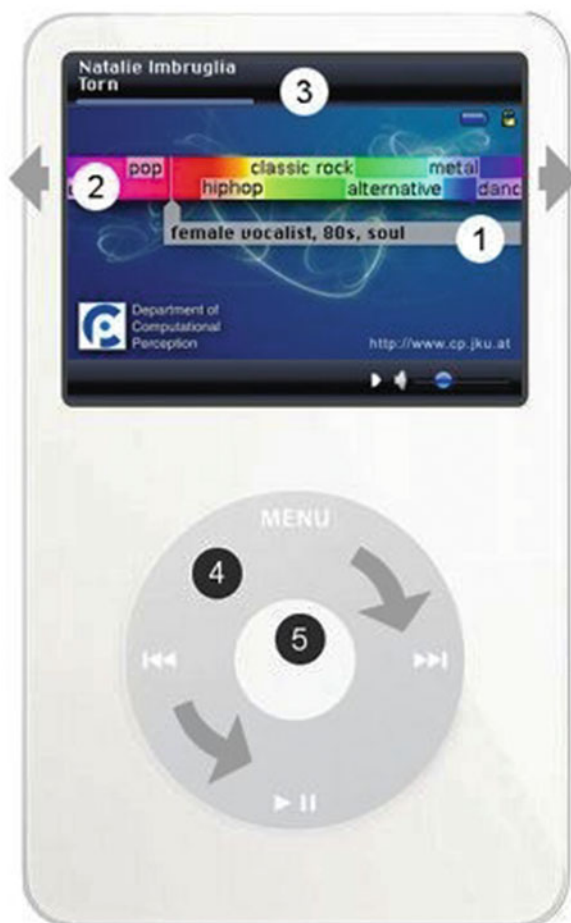 Natalie Imbruglia
Torn
3
pop classic rock metal
2 hiphop alternative danc
female vocalist, 80s, soul
1
Department of
Computational
Perception
http://www.cp.jku.at
MENU
4
5